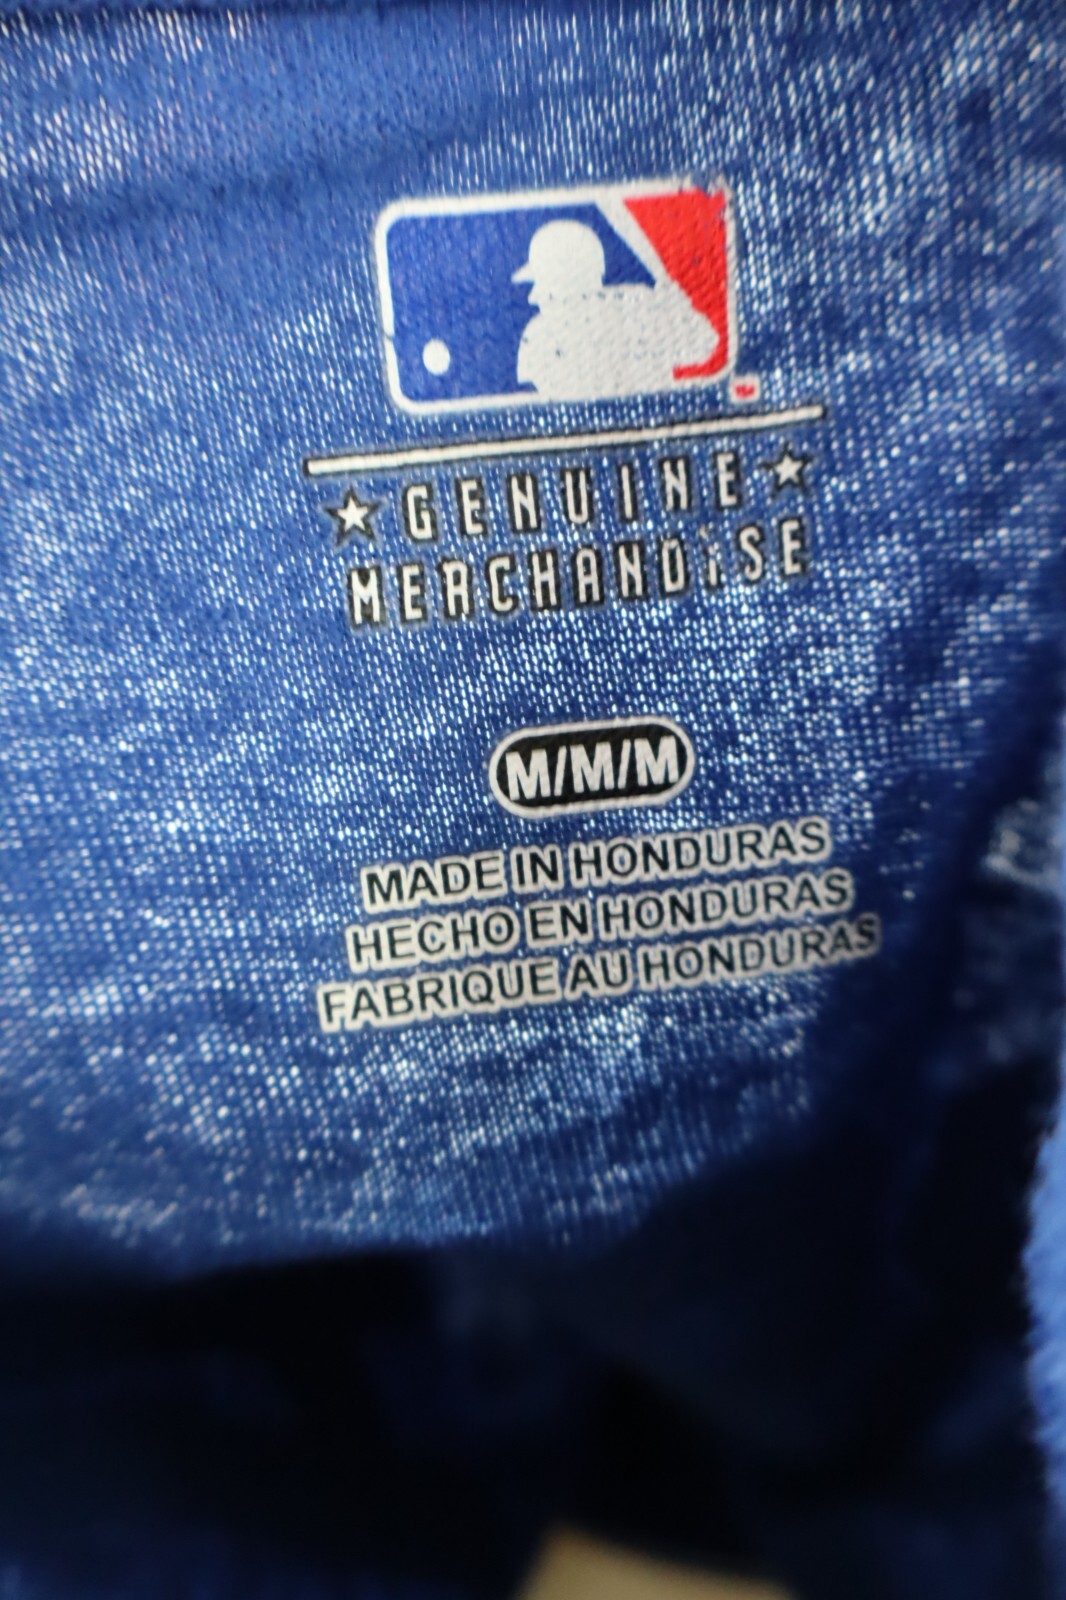 GENUINE
MERCHANDiSE
M/M/M
MADE IN HONDURAS
HECHO EN HONDURAS
FABRIQUE AU HONDURAS